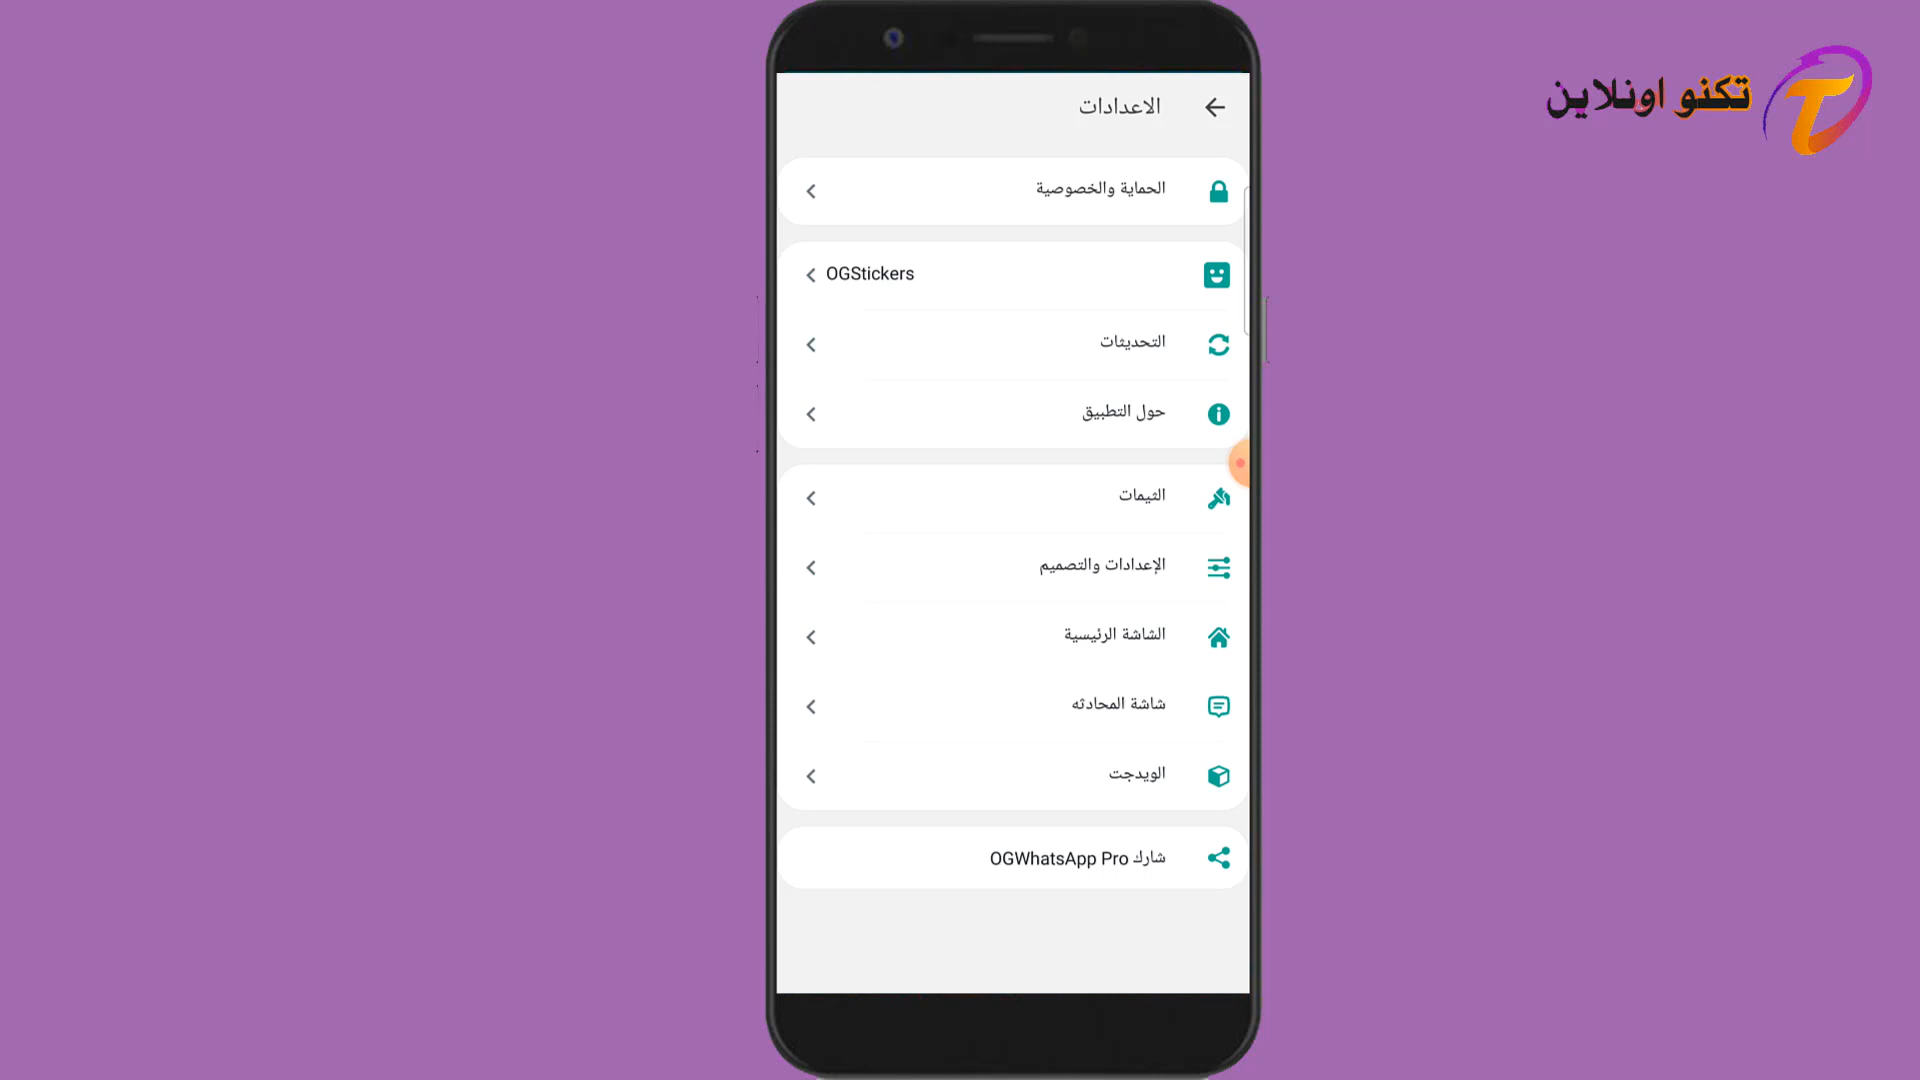 تكنو اونلاين
الاعدادات
الحماية والخصوصية
OGStickers
التحديثات
حول التطبيق
الثيمات
الإعدادات والتصميم
الشاشة الرئيسية
شاشة المحادثه
الويدجت
شارك OGWhatsApp Pro